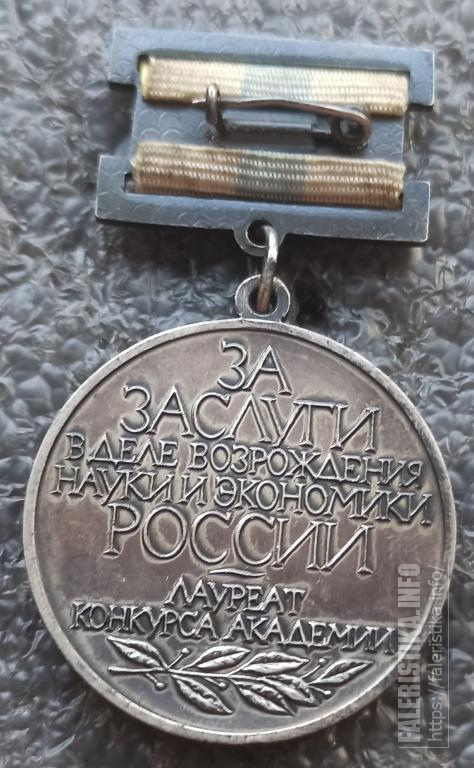 ЗА
ЗАСЛУГИ
В ДЕЛЕ ВОЗРОЖДЕНИЯ
НАУКИ И ЭКОНОМИКИ
РОССИИ
ЛАУРЕАТ
КОНКУРСА АКАДЕМИИ
FALERISTIKA.INFO
https://faleristika.info/